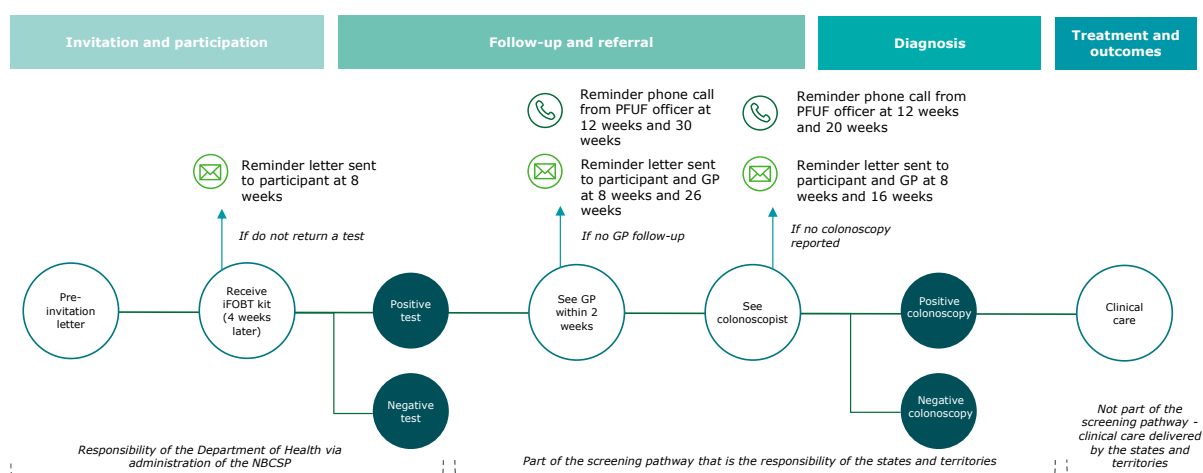 Invitation and participation
Follow-up and referral
Diagnosis
Treatment and
outcomes
Reminder phone call
from PFUF officer at
12 weeks and 30
weeks
Reminder phone call from
PFUF officer at 12 weeks
and 20 weeks
Reminder letter sent
to participant at 8
weeks
Reminder letter sent
to participant and GP
at 8 weeks and 26
weeks
Reminder letter sent to
participant and GP at 8
weeks and 16 weeks
If do not return a test
If no GP follow-up
If no colonoscopy
reported
Pre-
invitation
letter
Receive
iFOBT kit
(4 weeks
later)
Positive
test
See GP
within 2
weeks
See
colonoscopist
Positive
colonoscopy
Clinical
care
Negative
test
Negative
colonoscopy
Responsibility of the Department of Health via
administration of the NBCSP
Part of the screening pathway that is the responsibility of the states and territories
Not part of the
screening pathway -
clinical care delivered
by the states and
territories